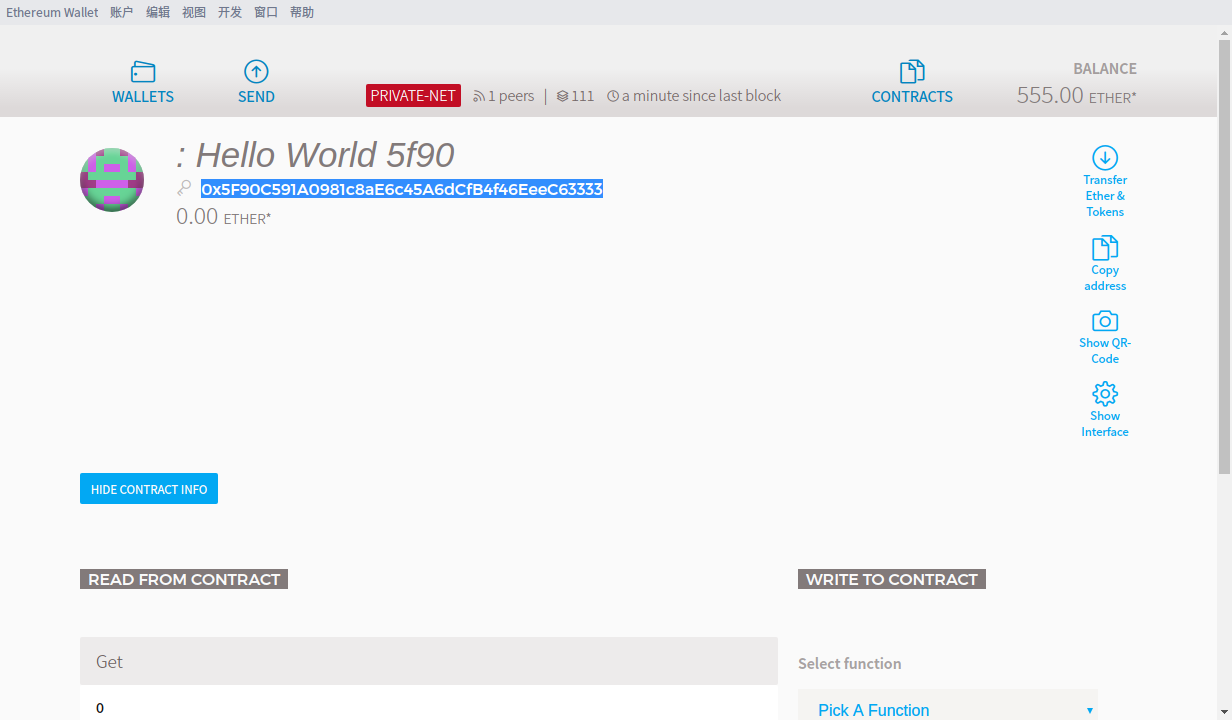 Ethereum Wallet 账户 编辑 视图 开发 窗口 帮助
WALLETS
SEND
PRIVATE-NET 1 peers | 111 a minute since last block
CONTRACTS
BALANCE
555.00 ETHER*
: Hello World 5f90
0x5F90C591A0981c8aE6c45A6dCfB4f46EeeC63333
0.00 ETHER*
Transfer
Ether &
Tokens
Copy
address
Show QR-
Code
Show
Interface
HIDE CONTRACT INFO
READ FROM CONTRACT
Get
0
WRITE TO CONTRACT
Select function
Pick A Function